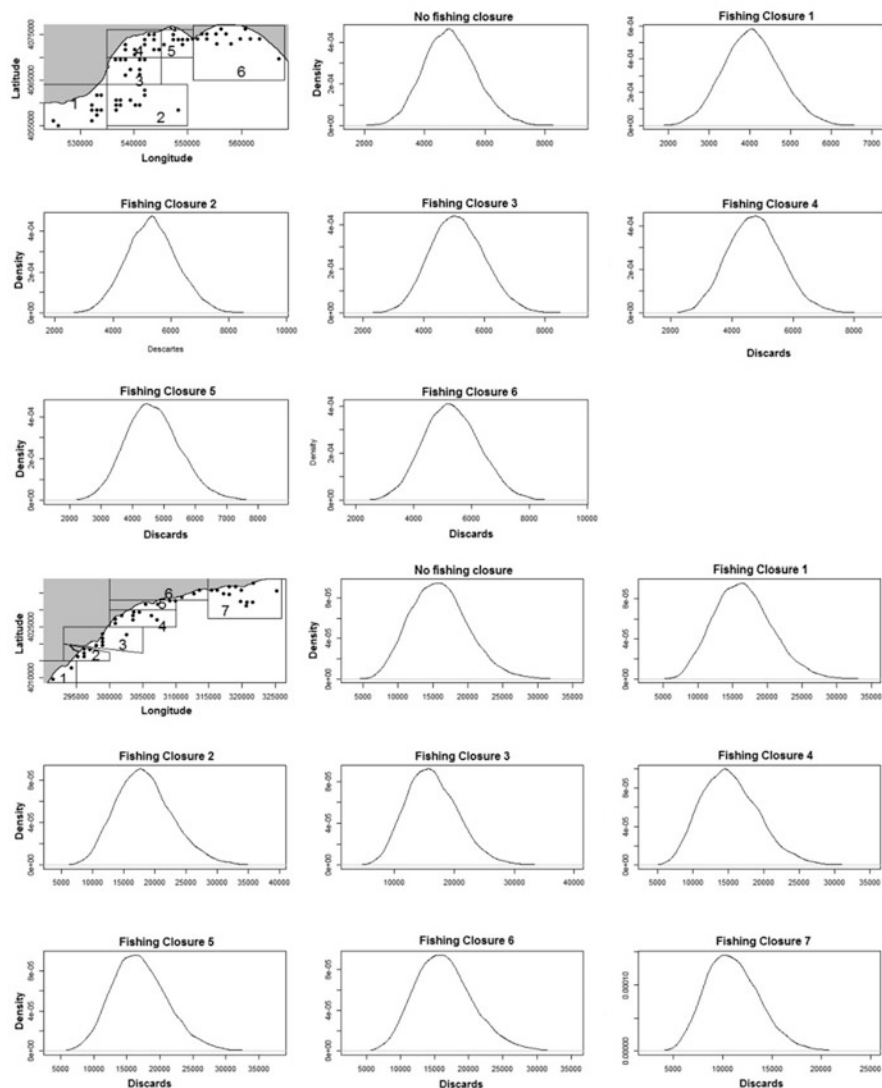 No fishing closure
Fishing Closure 1
Latitude
4075000
1
2
3
4
5
6
530000 540000 550000 560000
Longitude
Density
0e+00 2e-04 4e-04
2000 4000 6000 8000
0e+00 2e-04 4e-04
2000 3000 4000 5000 6000 7000
Fishing Closure 2
Fishing Closure 3
Fishing Closure 4
Density
0e+00 2e-04 4e-04
2000 4000 6000 8000 10000
Descartes
0e+00 2e-04 4e-04
2000 4000 6000 8000
0e+00 2e-04 4e-04
2000 4000 6000 8000
Discards
Fishing Closure 5
Fishing Closure 6
Density
0e+00 2e-04 4e-04
2000 3000 4000 5000 6000 7000 8000
Discards
Density
0e+00 2e-04 4e-04
2000 4000 6000 8000 10000
Discards
No fishing closure
Fishing Closure 1
Latitude
4010000 4025000
1
2
3
4
5
6
7
295000 300000 305000 310000 315000 320000 325000
Longitude
Density
0e+00 4e-05 8e-05
5000 10000 15000 20000 25000 30000 35000
0e+00 4e-05 8e-05
5000 10000 15000 20000 25000 30000 35000
Fishing Closure 2
Fishing Closure 3
Fishing Closure 4
Density
0e+00 4e-05 8e-05
5000 10000 15000 20000 25000 30000 35000 40000
0e+00 4e-05 8e-05
10000 20000 30000 40000
0e+00 4e-05 8e-05
5000 10000 15000 20000 25000 30000 35000
Fishing Closure 5
Fishing Closure 6
Fishing Closure 7
Density
0e+00 4e-05 8e-05
5000 10000 15000 20000 25000 30000 35000
Discards
0e+00 4e-05 8e-05
5000 10000 15000 20000 25000 30000 35000
Discards
0.00000 0.00010
5000 10000 15000 20000 25000
Discards